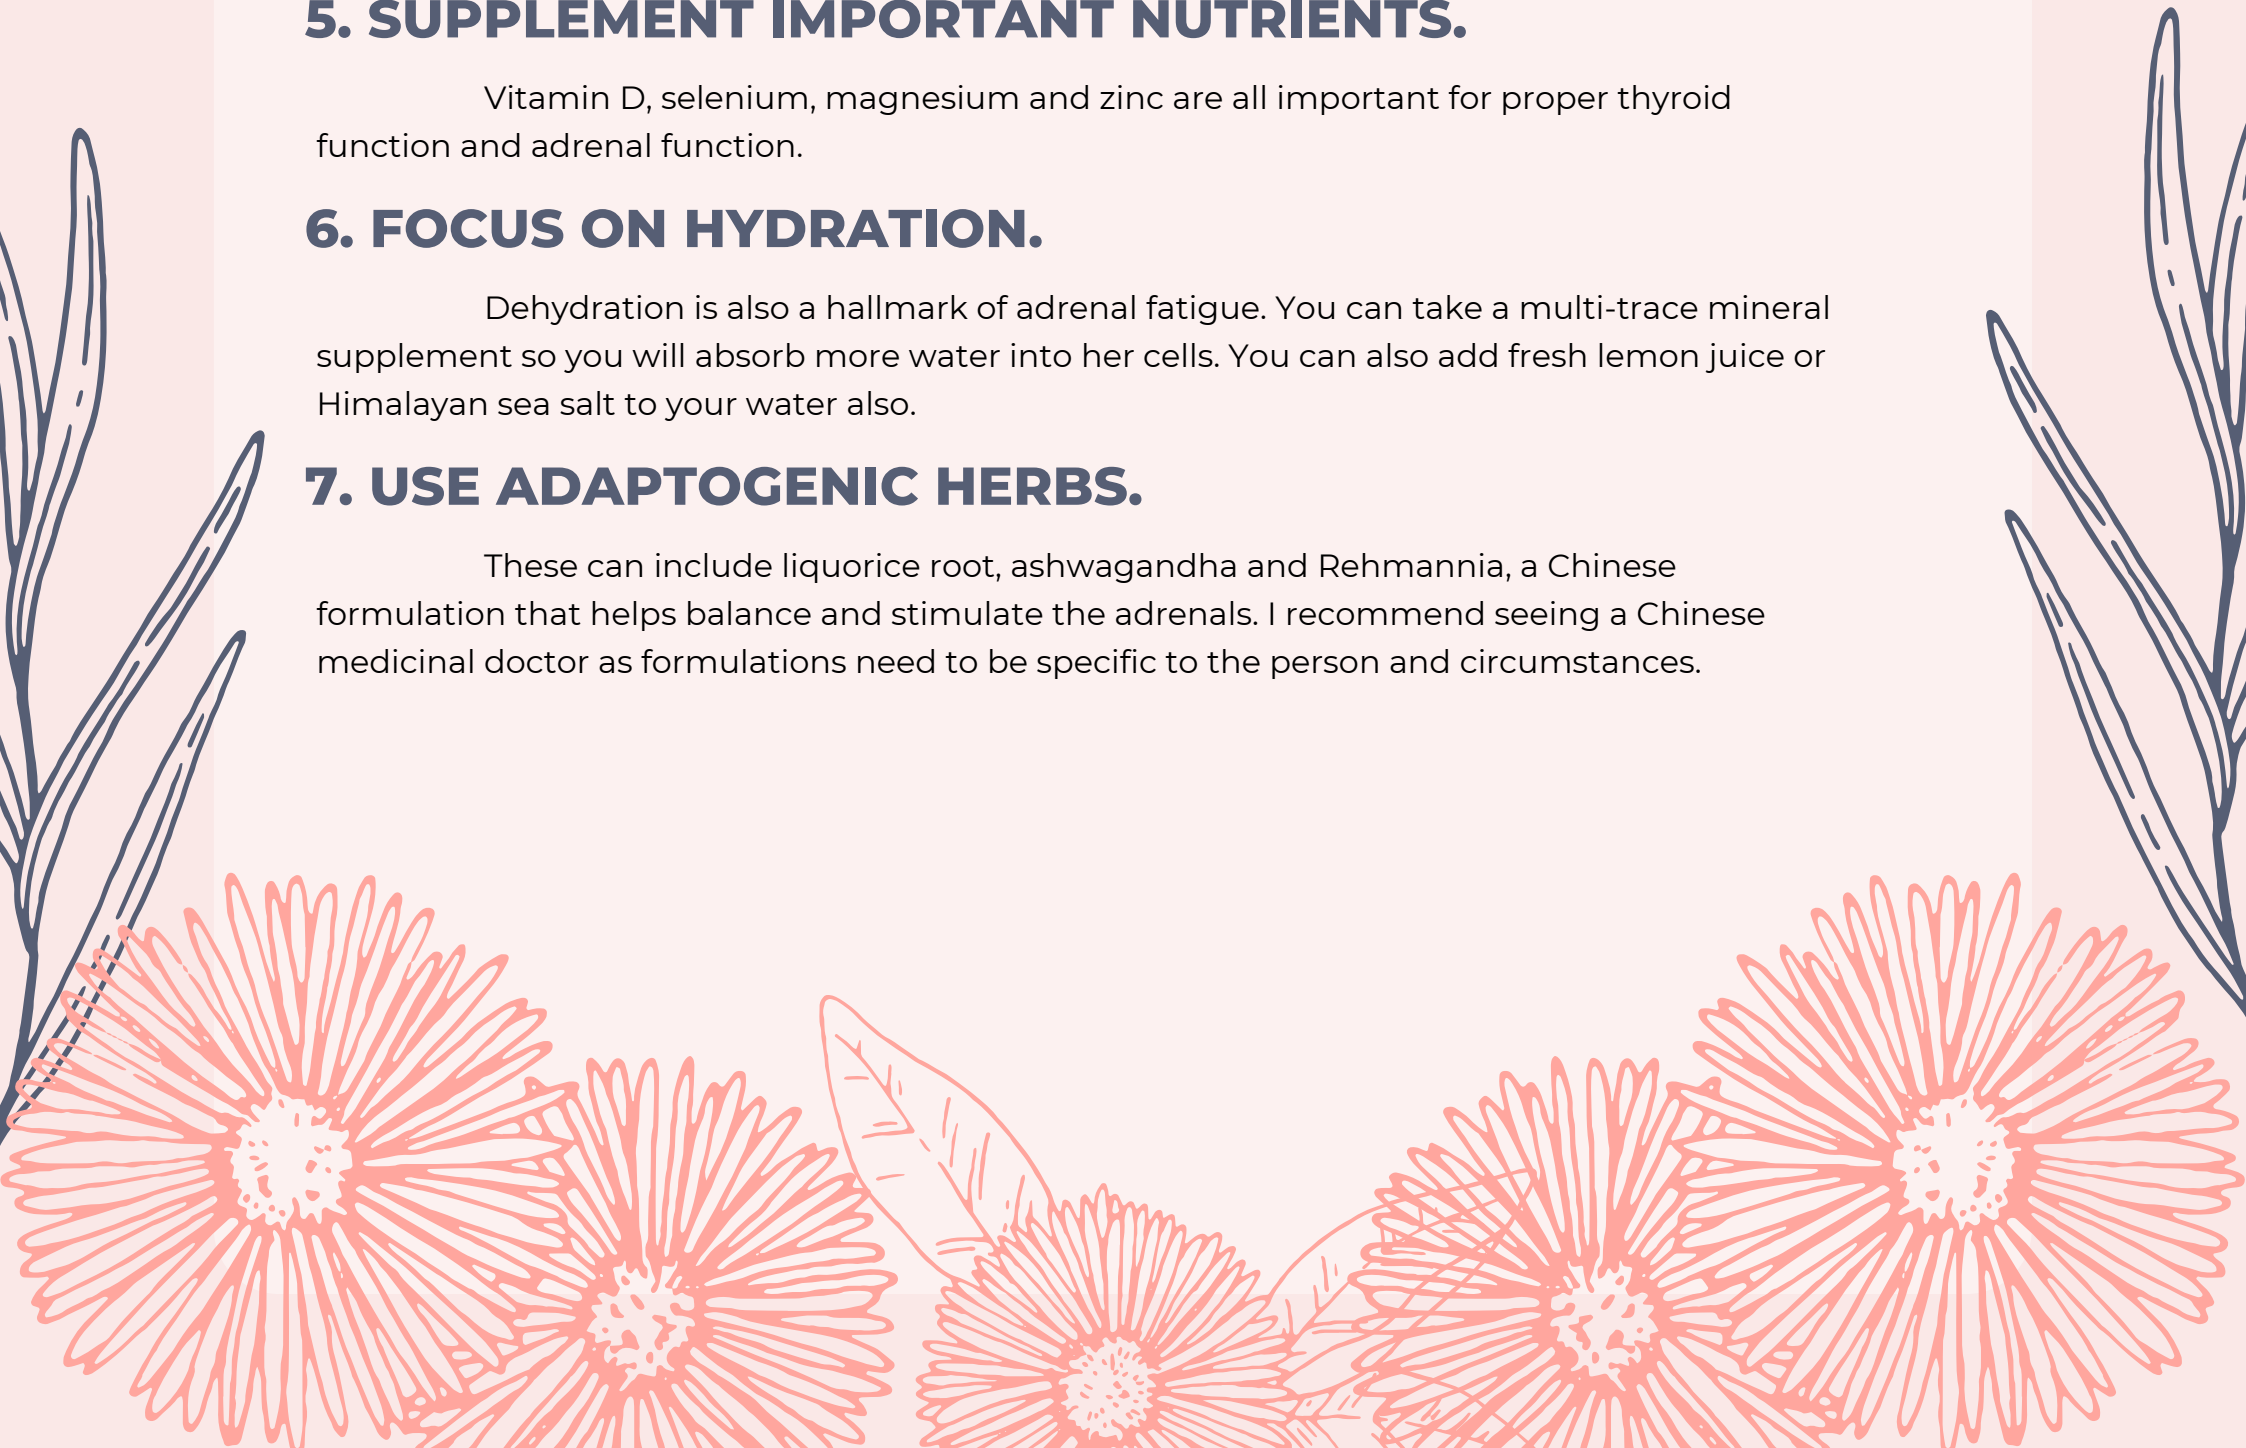 5. SUPPLEMENT IMPORTANT NUTRIENTS.
Vitamin D, selenium, magnesium and zinc are all important for proper thyroid
function and adrenal function.
6. FOCUS ON HYDRATION.
Dehydration is also a hallmark of adrenal fatigue. You can take a multi-trace mineral
supplement so you will absorb more water into her cells. You can also add fresh lemon juice or
Himalayan sea salt to your water also.
7. USE ADAPTOGENIC HERBS.
These can include liquorice root, ashwagandha and Rehmannia, a Chinese
formulation that helps balance and stimulate the adrenals. I recommend seeing a Chinese
medicinal doctor as formulations need to be specific to the person and circumstances.